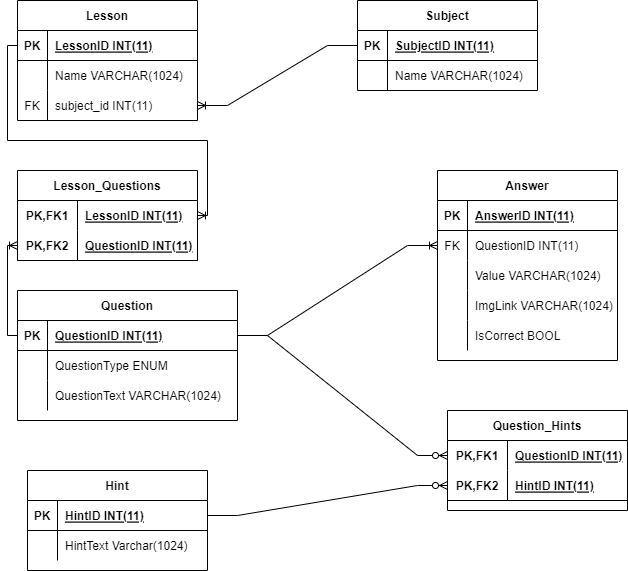 Lesson
PK LessonID INT(11)
Name VARCHAR(1024)
FK subject_id INT(11)
Subject
PK SubjectID INT(11)
Name VARCHAR(1024)
Lesson_Questions
PK,FK1 LessonID INT(11)
PK,FK2 QuestionID INT(11)
Answer
PK AnswerID INT(11)
FK QuestionID INT(11)
Value VARCHAR(1024)
ImgLink VARCHAR(1024)
IsCorrect BOOL
Question
PK QuestionID INT(11)
QuestionType ENUM
QuestionText VARCHAR(1024)
Question_Hints
PK,FK1 QuestionID INT(11)
PK,FK2 HintID INT(11)
Hint
PK HintID INT(11)
HintText Varchar(1024)